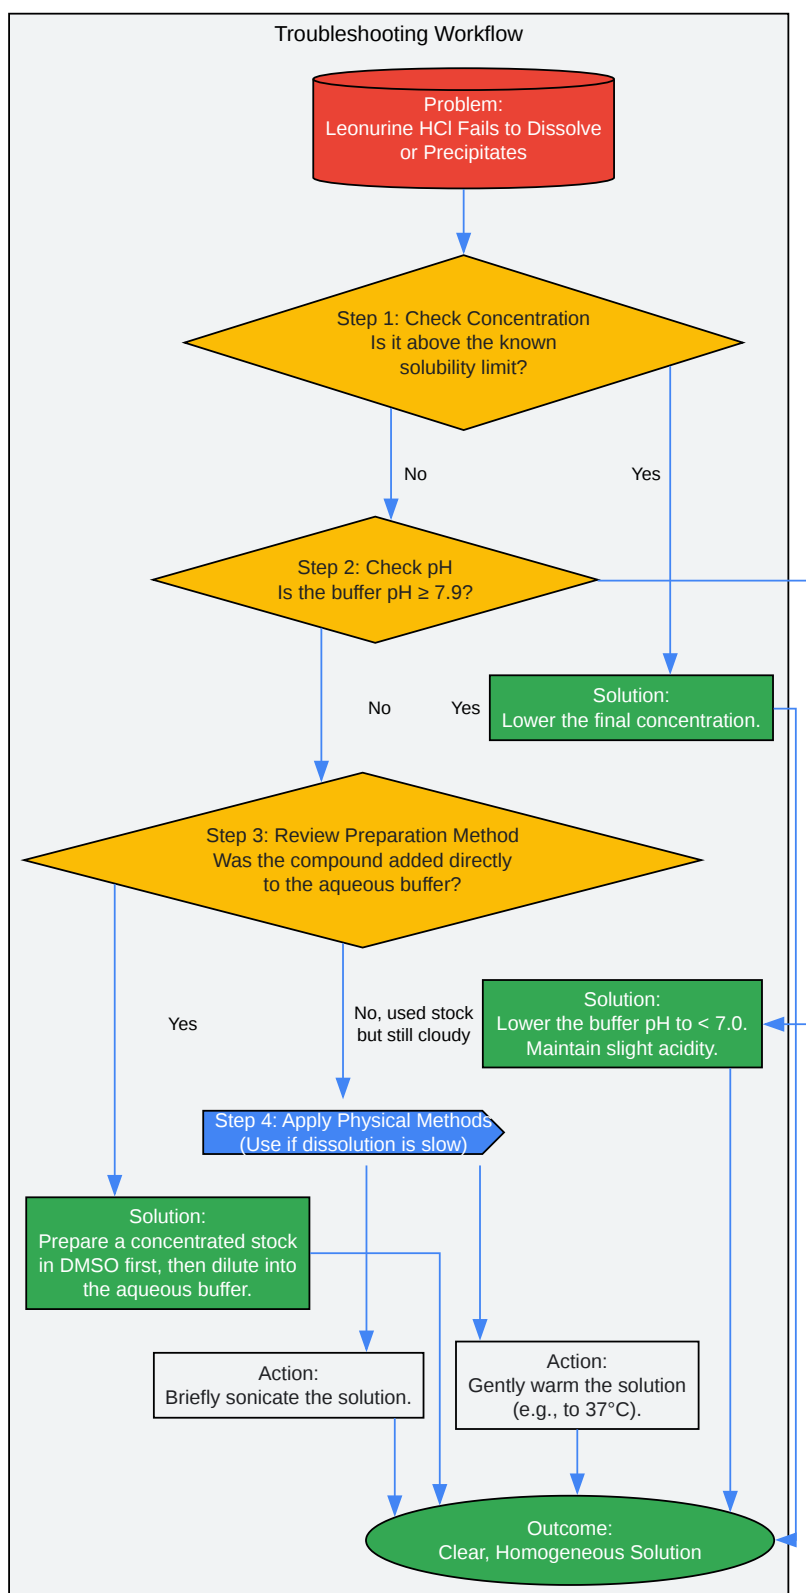 Troubleshooting Workflow
Problem:
Leonurine HCl Fails to Dissolve
or Precipitates
Step 1: Check Concentration
Is it above the known
solubility limit?
No
Yes
Step 2: Check pH
Is the buffer pH ≥ 7.9?
Solution:
Lower the final concentration.
No
Yes
Step 3: Review Preparation Method
Was the compound added directly
to the aqueous buffer?
Yes
No, used stock
but still cloudy
Solution:
Lower the buffer pH to < 7.0.
Maintain slight acidity.
Step 4: Apply Physical Methods
(Use if dissolution is slow)
Solution:
Prepare a concentrated stock
in DMSO first, then dilute into
the aqueous buffer.
Action:
Briefly sonicate the solution.
Action:
Gently warm the solution
(e.g., to 37°C).
Outcome:
Clear, Homogeneous Solution